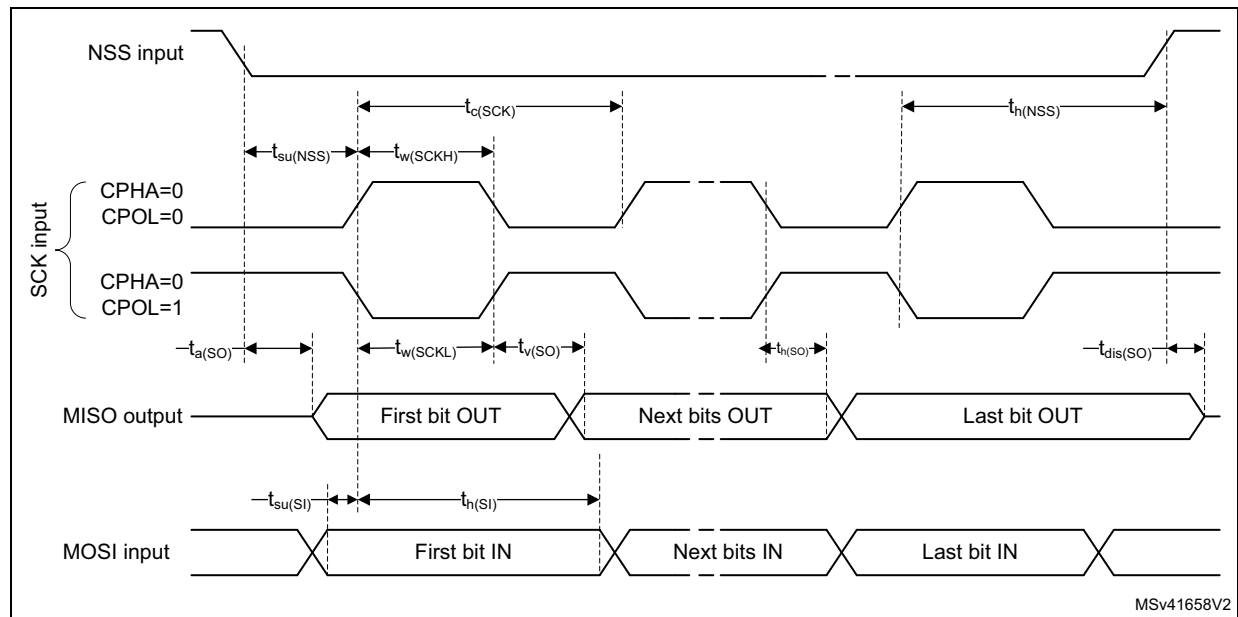 NSS input
tc(SCK)
th(NSS)
tsu(NSS)
tw(SCKH)
SCK input
CPHA=0
CPOL=0
CPHA=0
CPOL=1
ta(SO)
tw(SCKL)
tv(SO)
th(SO)
tdis(SO)
MISO output
First bit OUT
Next bits OUT
Last bit OUT
tsu(SI)
th(SI)
MOSI input
First bit IN
Next bits IN
Last bit IN
MSv41658V2